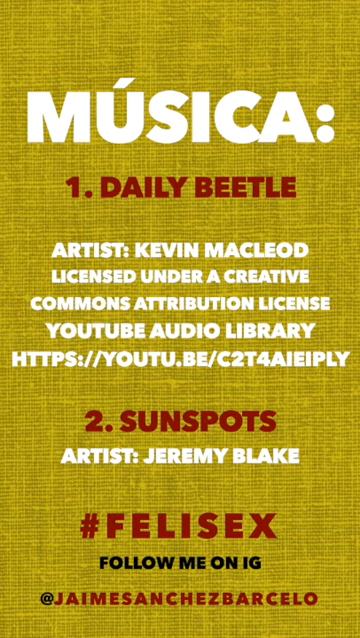 MÚSICA:
1. DAILY BEETLE
ARTIST: KEVIN MACLEOD
LICENSED UNDER A CREATIVE
COMMONS ATTRIBUTION LICENSE
YOUTUBE AUDIO LIBRARY
HTTPS://YOUTU.BE/C2T4AIEIPLY
2. SUNSPOTS
ARTIST: JEREMY BLAKE
#FELISEX
FOLLOW ME ON IG
@JAIMESANCHEZBARCELO